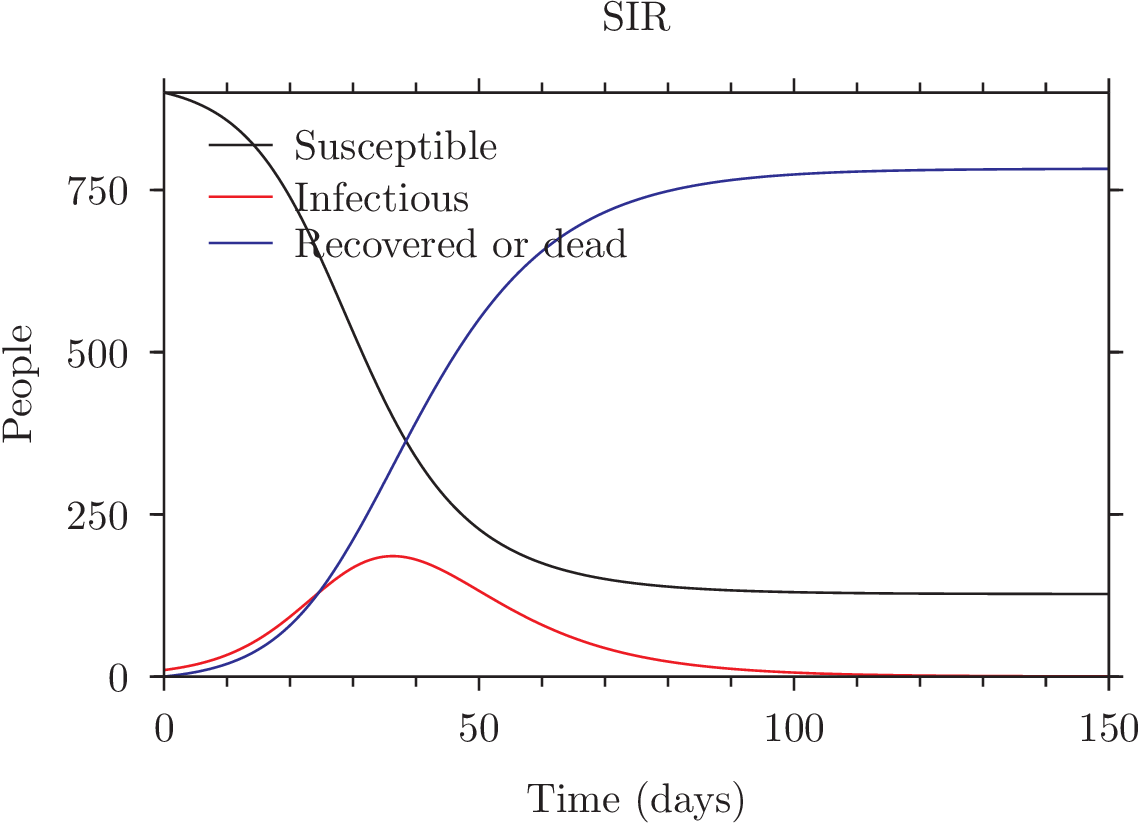 SIR
Susceptible
Infectious
Recovered or dead
750
500
250
0
People
0 50 100 150
Time (days)